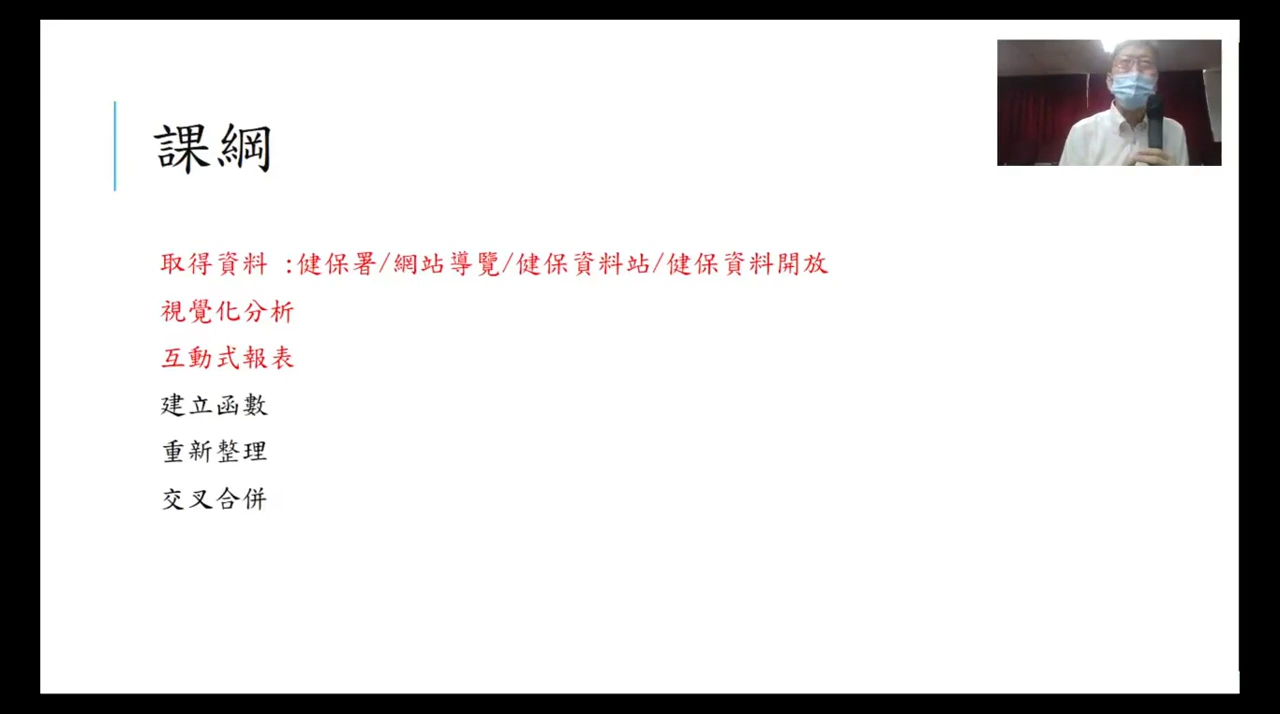 課綱
取得資料 :健保署/網站導覽/健保資料站/健保資料開放
視覺化分析
互動式報表
建立函數
重新整理
交叉合併